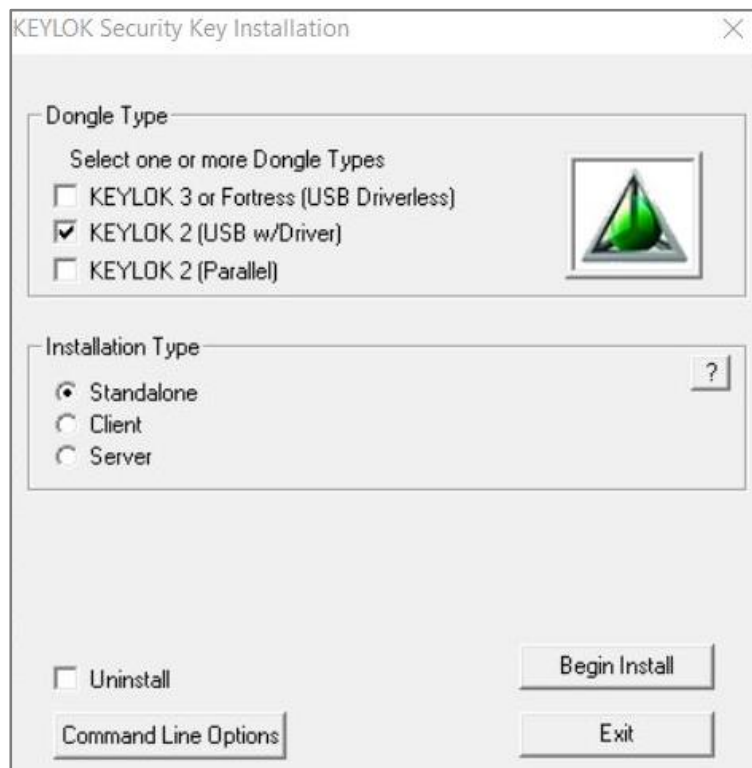 KEYLOK Security Key Installation
Dongle Type
Select one or more Dongle Types
KEYLOK 3 or Fortress (USB Driverless)
KEYLOK 2 (USB w/Driver)
KEYLOK 2 (Parallel)
Installation Type
?
Standalone
Client
Server
Begin Install
Uninstall
Command Line Options
Exit